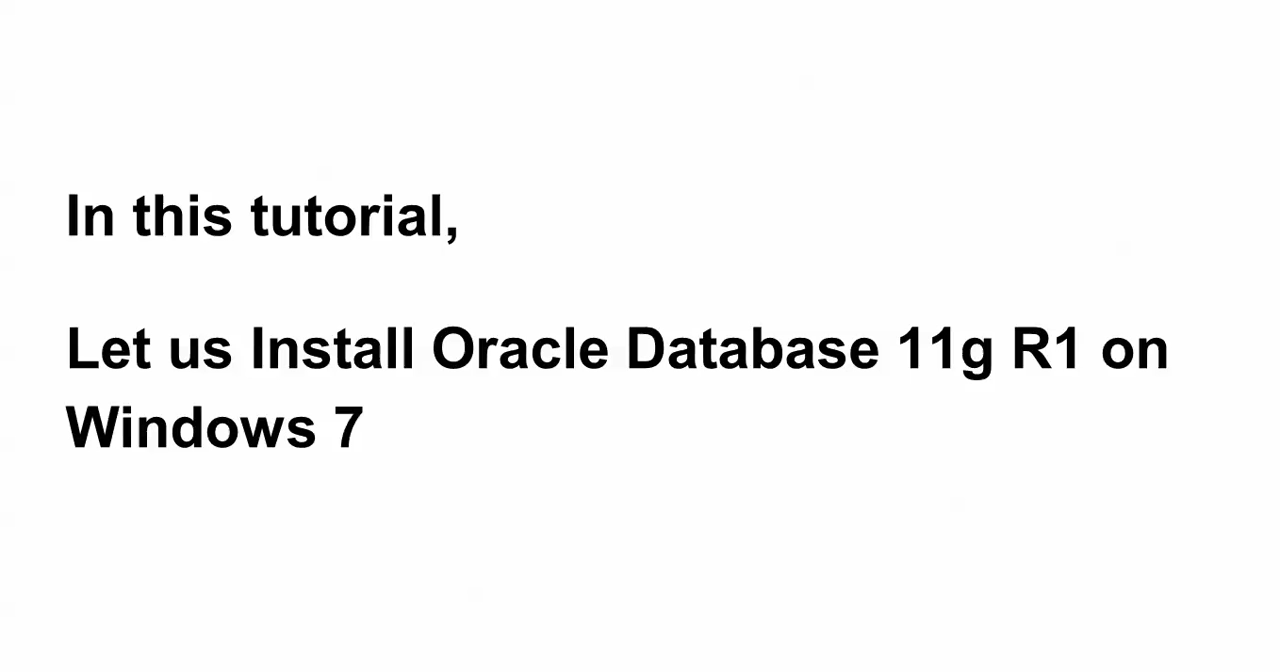 In this tutorial,
Let us Install Oracle Database 11g R1 on
Windows 7